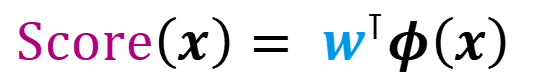 Score(x) = w⊤ϕ(x)